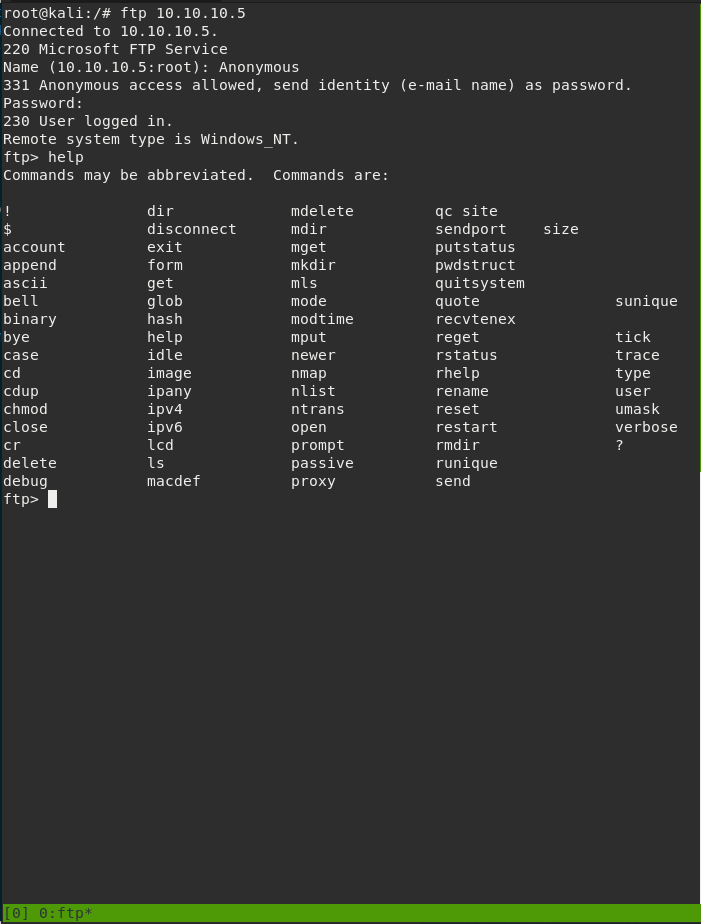 root@kali:/# ftp 10.10.10.5
Connected to 10.10.10.5.
220 Microsoft FTP Service
Name (10.10.10.5:root): Anonymous
331 Anonymous access allowed, send identity (e-mail name) as password.
Password:
230 User logged in.
Remote system type is Windows_NT.
ftp> help
Commands may be abbreviated.  Commands are:
!               dir             mdelete         qc site
$               disconnect      mdir            sendport    size
account         exit            mget            putstatus
append          form            mkdir           pwdstruct
ascii           get             mls             quitsystem
bell            glob            mode            quote               sunique
binary          hash            modtime         recvtenex
bye             help            mput            reget               tick
case            idle            newer           rstatus             trace
cd              image           nmap            rhelp               type
cdup            ipany           nlist           rename              user
chmod           ipv4            ntrans          reset               umask
close           ipv6            open            restart             verbose
cr              lcd             prompt          rmdir               ?
delete          ls              passive         runique
debug           macdef          proxy           send
ftp>
[0] 0:ftp*